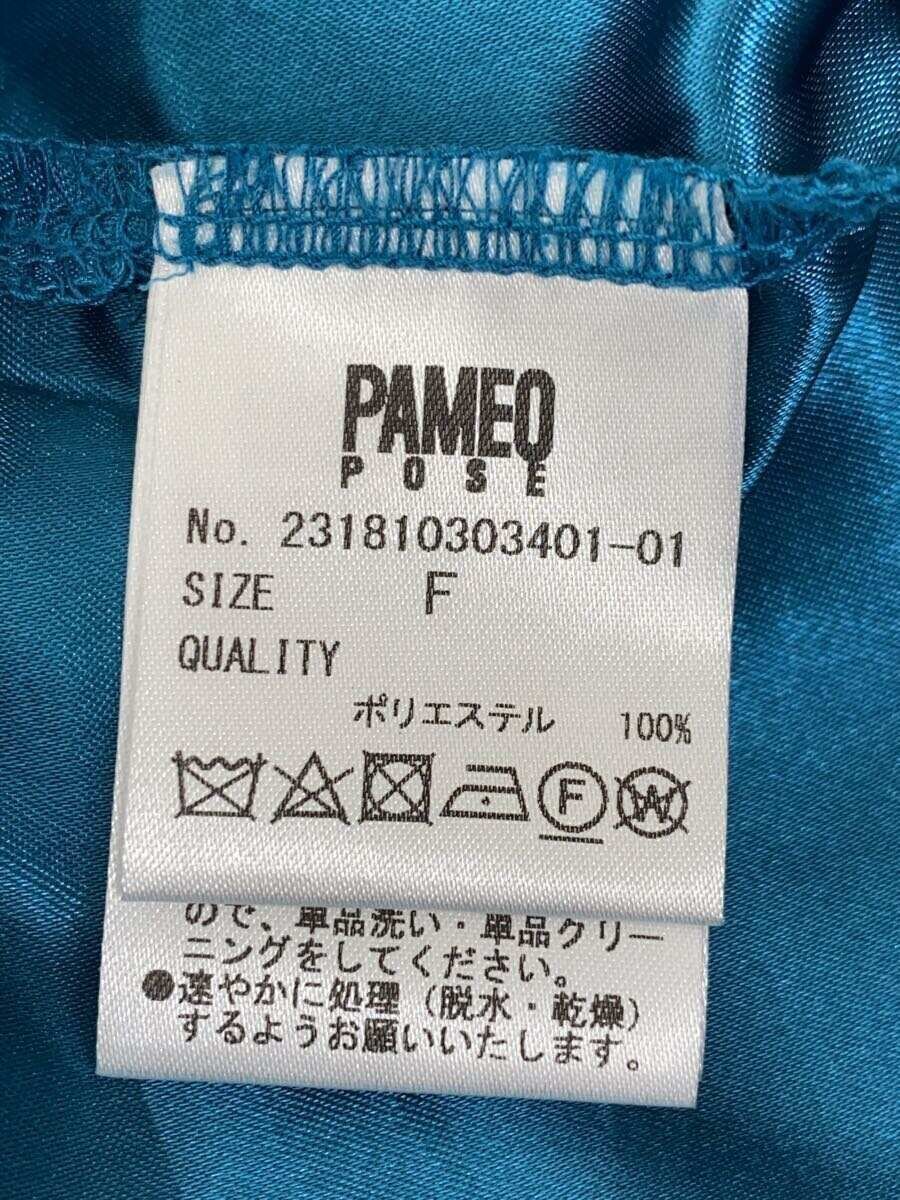 PAMEO
POSE
No. 231810303401-01
SIZE F
QUALITY
ポリエステル 100%
F
W
ので、単品洗い・単品クリー
ニングをしてください。
●速やかに処理（脱水・乾燥）
するようお願いいたします。